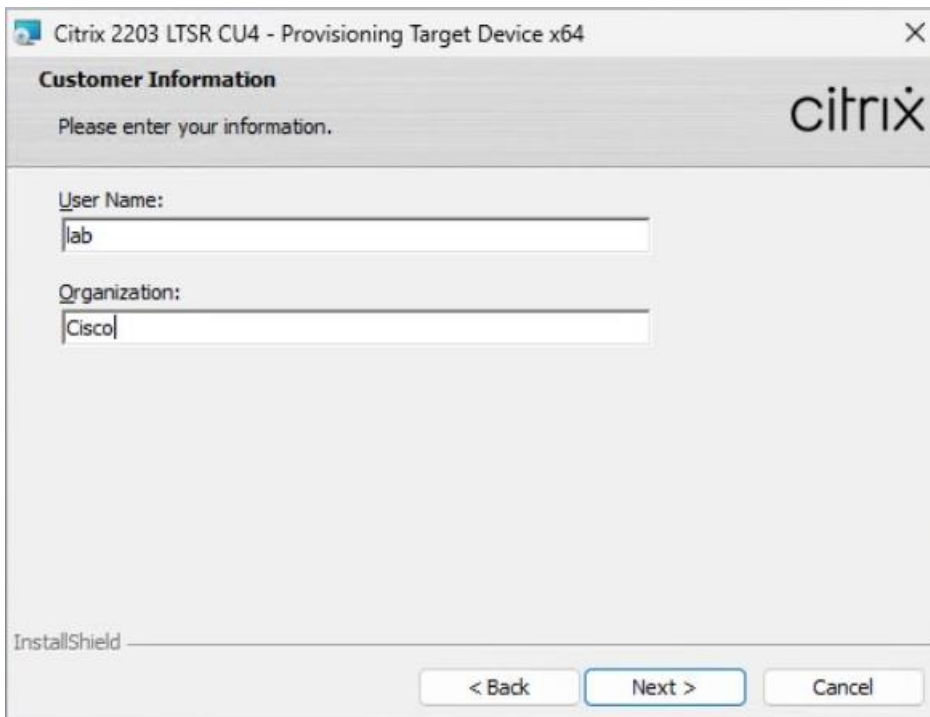 Citrix 2203 LTSR CU4 - Provisioning Target Device x64
Customer Information
Please enter your information.
citrix
User Name:
lab
Organization:
Cisco
InstallShield
< Back
Next >
Cancel